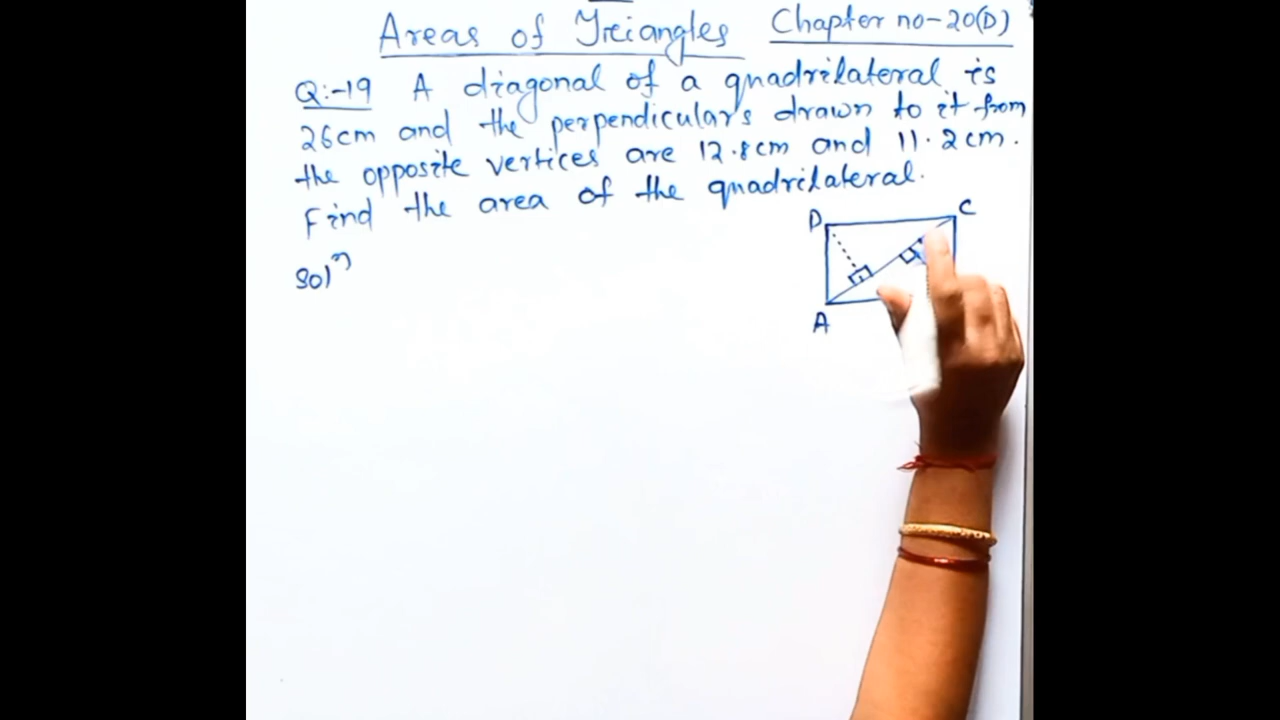 Areas of Treiangles Chapter no-20(D)
Q:-19 A diagonal of a quadrilateral is
26cm and the perpendiculars drawn to it from
the opposite vertices are 12.8cm and 11.2cm.
Find the area of the quadrilateral.
Solⁿ
D C
A